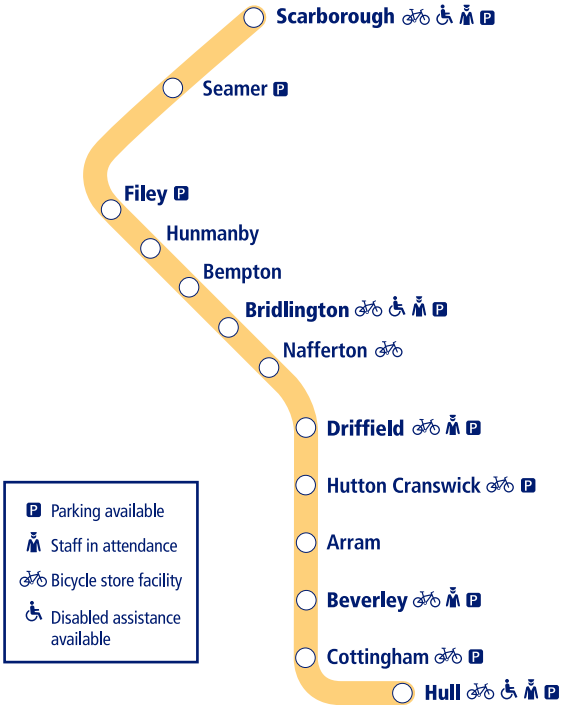 Scarborough P
Seamer P
Filey P
Hunmanby
Bempton
Bridlington P
Nafferton
Driffield P
Hutton Cranswick P
Arram
Beverley P
Cottingham P
Hull P
P Parking available
Staff in attendance
Bicycle store facility
Disabled assistance
available